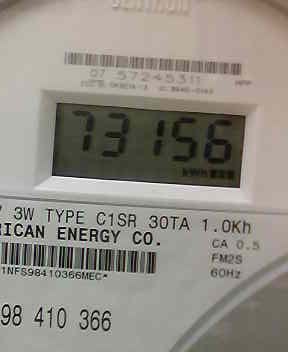 07 57245311
73156
kWh
3W TYPE C1SR 30TA 1.0Kh
RICAN ENERGY CO.
CA 0.5
FM2S
60Hz
1NFS98410366MEC*
98 410 366